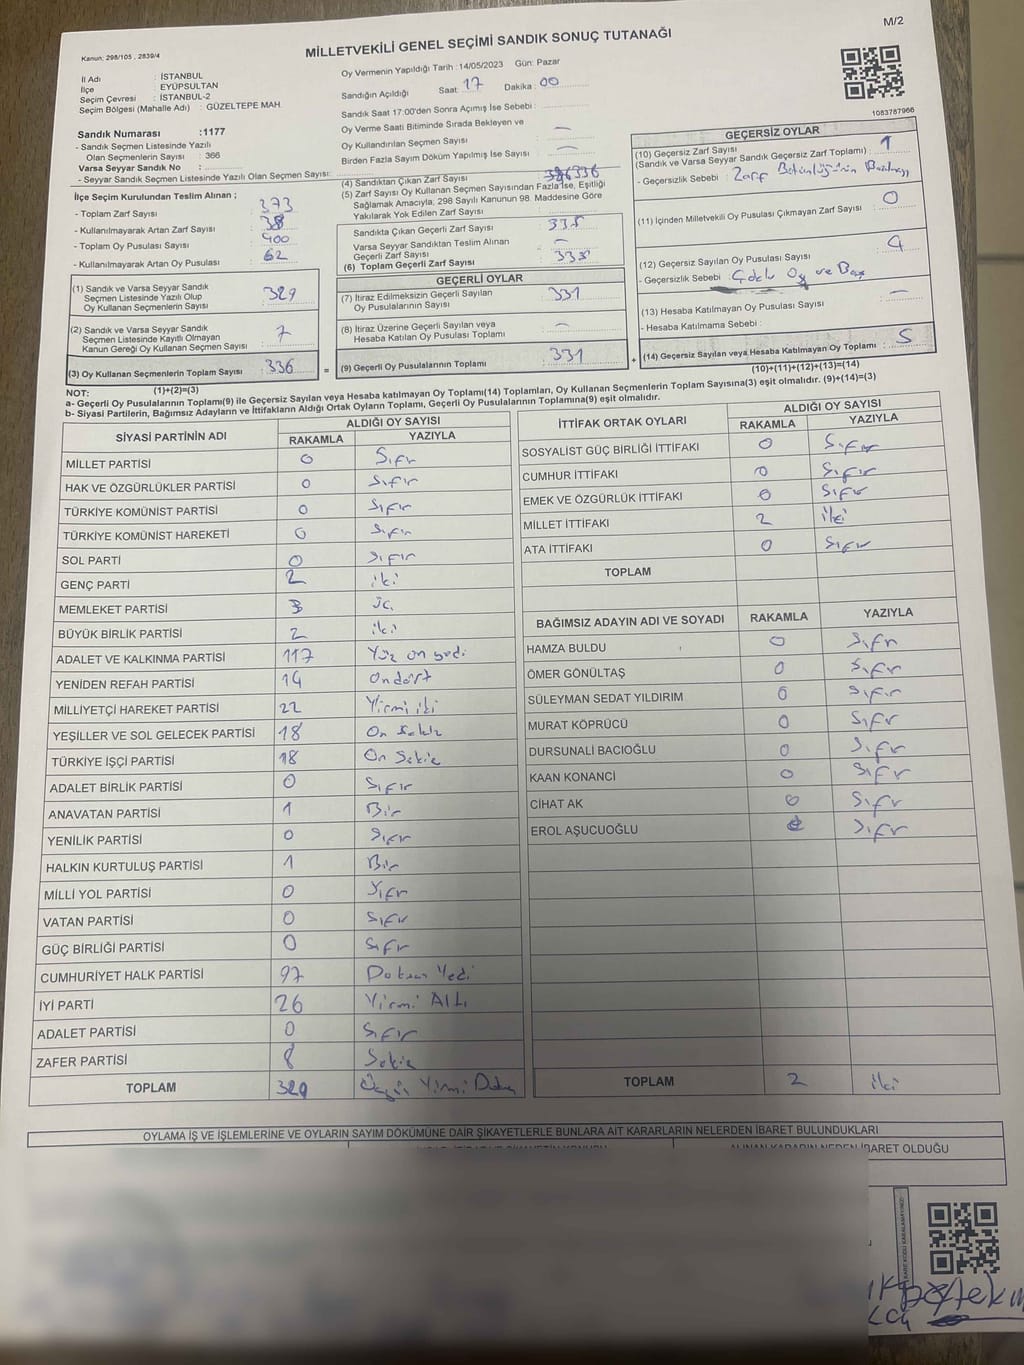 M/2
Kanun: 298/105 , 2839/4
MİLLETVEKİLİ GENEL SEÇİMİ SANDIK SONUÇ TUTANAĞI
İl Adı : İSTANBUL
İlçe : EYÜPSULTAN
Seçim Çevresi : İSTANBUL-2
Seçim Bölgesi (Mahalle Adı) : GÜZELTEPE MAH.
Oy Vermenin Yapıldığı Tarih : 14/05/2023 Gün: Pazar
Sandığın Açıldığı Saat: 17 Dakika: 00
Sandık Saat 17:00'den Sonra Açmış İse Sebebi :
Oy Verme Saati Bitiminde Sırada Bekleyen ve
Oy Kullandırılan Seçmen Sayısı —
Birden Fazla Sayım Döküm Yapılmış İse Sayısı —
1083787966
Sandık Numarası :1177
- Sandık Seçmen Listesinde Yazılı
Olan Seçmenlerin Sayısı : 366
Varsa Seyyar Sandık No :
- Seyyar Sandık Seçmen Listesinde Yazılı Olan Seçmen Sayısı:
İlçe Seçim Kurulundan Teslim Alınan ;
- Toplam Zarf Sayısı 373
- Kullanılmayarak Artan Zarf Sayısı 38
- Toplam Oy Pusulası Sayısı 400
- Kullanılmayarak Artan Oy Pusulası 62
(4) Sandıktan Çıkan Zarf Sayısı 336
(5) Zarf Sayısı Oy Kullanan Seçmen Sayısından Fazla İse, Eşitliği
Sağlamak Amacıyla, 298 Sayılı Kanunun 98. Maddesine Göre
Yakılarak Yok Edilen Zarf Sayısı
Sandıkta Çıkan Geçerli Zarf Sayısı 335
Varsa Seyyar Sandıktan Teslim Alınan
Geçerli Zarf Sayısı —
(6) Toplam Geçerli Zarf Sayısı 335
GEÇERLİ OYLAR
(7) İtiraz Edilmeksizin Geçerli Sayılan
Oy Pusulalarının Sayısı 331
(8) İtiraz Üzerine Geçerli Sayılan veya
Hesaba Katılan Oy Pusulası Toplamı —
(9) Geçerli Oy Pusulalarının Toplamı 331
(1) Sandık ve Varsa Seyyar Sandık
Seçmen Listesinde Yazılı Olup
Oy Kullanan Seçmenlerin Sayısı 329
(2) Sandık ve Varsa Seyyar Sandık
Seçmen Listesinde Kayıtlı Olmayan
Kanun Gereği Oy Kullanan Seçmen Sayısı 7
(3) Oy Kullanan Seçmenlerin Toplam Sayısı 336
=
(1)+(2)=(3)
GEÇERSİZ OYLAR
(10) Geçersiz Zarf Sayısı
(Sandık ve Varsa Seyyar Sandık Geçersiz Zarf Toplamı) : 1
- Geçersizlik Sebebi : Zarf Bütünlüğünün
(11) İçinden Milletvekili Oy Pusulası Çıkmayan Zarf Sayısı 0
(12) Geçersiz Sayılan Oy Pusulası Sayısı 4
- Geçersizlik Sebebi Çoklu Oy ve Boş
(13) Hesaba Katılmayan Oy Pusulası Sayısı —
- Hesaba Katılmama Sebebi :
+
(14) Geçersiz Sayılan veya Hesaba Katılmayan Oy Toplamı : 5
(10)+(11)+(12)+(13)=(14)
NOT:
a- Geçerli Oy Pusulalarının Toplamı(9) ile Geçersiz Sayılan veya Hesaba katılmayan Oy Toplamı(14) Toplamları, Oy Kullanan Seçmenlerin Toplam Sayısına(3) eşit olmalıdır. (9)+(14)=(3)
b- Siyasi Partilerin, Bağımsız Adayların ve İttifakların Aldığı Ortak Oyların Toplamı, Geçerli Oy Pusulalarının Toplamına(9) eşit olmalıdır.
SİYASİ PARTİNİN ADI ALDIĞI OY SAYISI
RAKAMLA YAZIYLA
MİLLET PARTİSİ 0 Sıfır
HAK VE ÖZGÜRLÜKLER PARTİSİ 0 Sıfır
TÜRKİYE KOMÜNİST PARTİSİ 0 Sıfır
TÜRKİYE KOMÜNİST HAREKETİ 0 Sıfır
SOL PARTİ 0 Sıfır
GENÇ PARTİ 2 iki
MEMLEKET PARTİSİ 3 üç
BÜYÜK BİRLİK PARTİSİ 2 iki
ADALET VE KALKINMA PARTİSİ 117 Yüz on yedi
YENİDEN REFAH PARTİSİ 14 Ondört
MİLLİYETÇİ HAREKET PARTİSİ 22 Yirmi iki
YEŞİLLER VE SOL GELECEK PARTİSİ 18 On Sekiz
TÜRKİYE İŞÇİ PARTİSİ 18 On Sekiz
ADALET BİRLİK PARTİSİ 0 Sıfır
ANAVATAN PARTİSİ 1 Bir
YENİLİK PARTİSİ 0 Sıfır
HALKIN KURTULUŞ PARTİSİ 1 Bir
MİLLİ YOL PARTİSİ 0 Sıfır
VATAN PARTİSİ 0 Sıfır
GÜÇ BİRLİĞİ PARTİSİ 0 Sıfır
CUMHURİYET HALK PARTİSİ 97 Doksan Yedi
İYİ PARTİ 26 Yirmi Altı
ADALET PARTİSİ 0 Sıfır
ZAFER PARTİSİ 8 Sekiz
TOPLAM 329 Üçyüz Yirmi Dokuz
İTTİFAK ORTAK OYLARI ALDIĞI OY SAYISI
RAKAMLA YAZIYLA
SOSYALİST GÜÇ BİRLİĞİ İTTİFAKI 0 Sıfır
CUMHUR İTTİFAKI 0 Sıfır
EMEK VE ÖZGÜRLÜK İTTİFAKI 0 Sıfır
MİLLET İTTİFAKI 2 İki
ATA İTTİFAKI 0 Sıfır
TOPLAM
BAĞIMSIZ ADAYIN ADI VE SOYADI RAKAMLA YAZIYLA
HAMZA BULDU 0 Sıfır
ÖMER GÖNÜLTAŞ 0 Sıfır
SÜLEYMAN SEDAT YILDIRIM 0 Sıfır
MURAT KÖPRÜCÜ 0 Sıfır
DURSUNALİ BACIOĞLU 0 Sıfır
KAAN KONANCİ 0 Sıfır
CİHAT AK 0 Sıfır
EROL AŞUCUOĞLU 0 Sıfır
TOPLAM 2 iki
OYLAMA İŞ VE İŞLEMLERİNE VE OYLARIN SAYIM DÖKÜMÜNE DAİR ŞİKAYETLERLE BUNLARA AİT KARARLARIN NELERDEN İBARET BULUNDUKLARI
ALINAN KARARIN NEDEN İBARET OLDUĞU